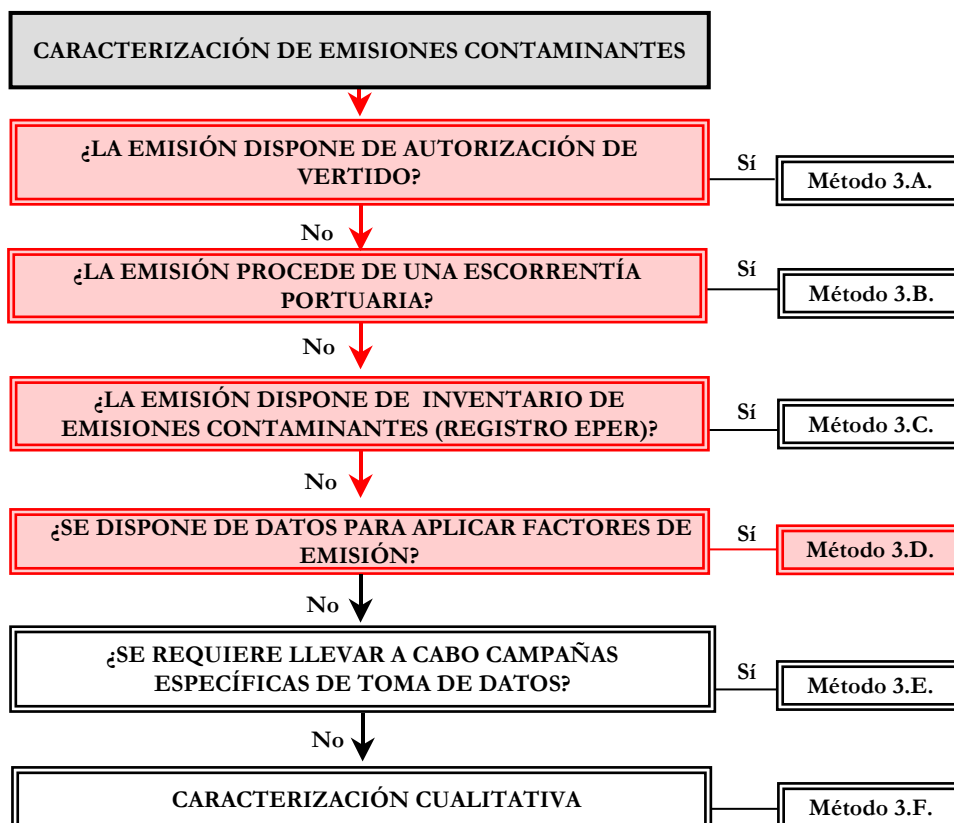 CARACTERIZACIÓN DE EMISIONES CONTAMINANTES
¿LA EMISIÓN DISPONE DE AUTORIZACIÓN DE
VERTIDO?
Sí
Método 3.A.
No
¿LA EMISIÓN PROCEDE DE UNA ESCORRENTÍA
PORTUARIA?
Sí
Método 3.B.
No
¿LA EMISIÓN DISPONE DE INVENTARIO DE
EMISIONES CONTAMINANTES (REGISTRO EPER)?
Sí
Método 3.C.
No
¿SE DISPONE DE DATOS PARA APLICAR FACTORES DE
EMISIÓN?
Sí
Método 3.D.
No
¿SE REQUIERE LLEVAR A CABO CAMPAÑAS
ESPECÍFICAS DE TOMA DE DATOS?
Sí
Método 3.E.
No
CARACTERIZACIÓN CUALITATIVA
Método 3.F.